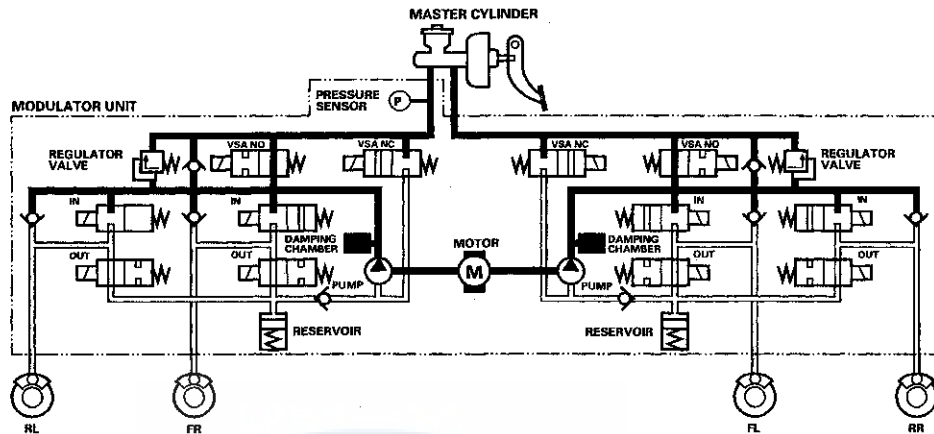 MASTER CYLINDER
PRESSURE
SENSOR
P
MODULATOR UNIT
REGULATOR
VALVE
VSA NO
VSA NC
VSA NC
VSA NO
REGULATOR
VALVE
IN
IN
IN
IN
DAMPING
CHAMBER
MOTOR
M
DAMPING
CHAMBER
OUT
OUT
OUT
OUT
PUMP
PUMP
RESERVOIR
RESERVOIR
RL
FR
FL
RR